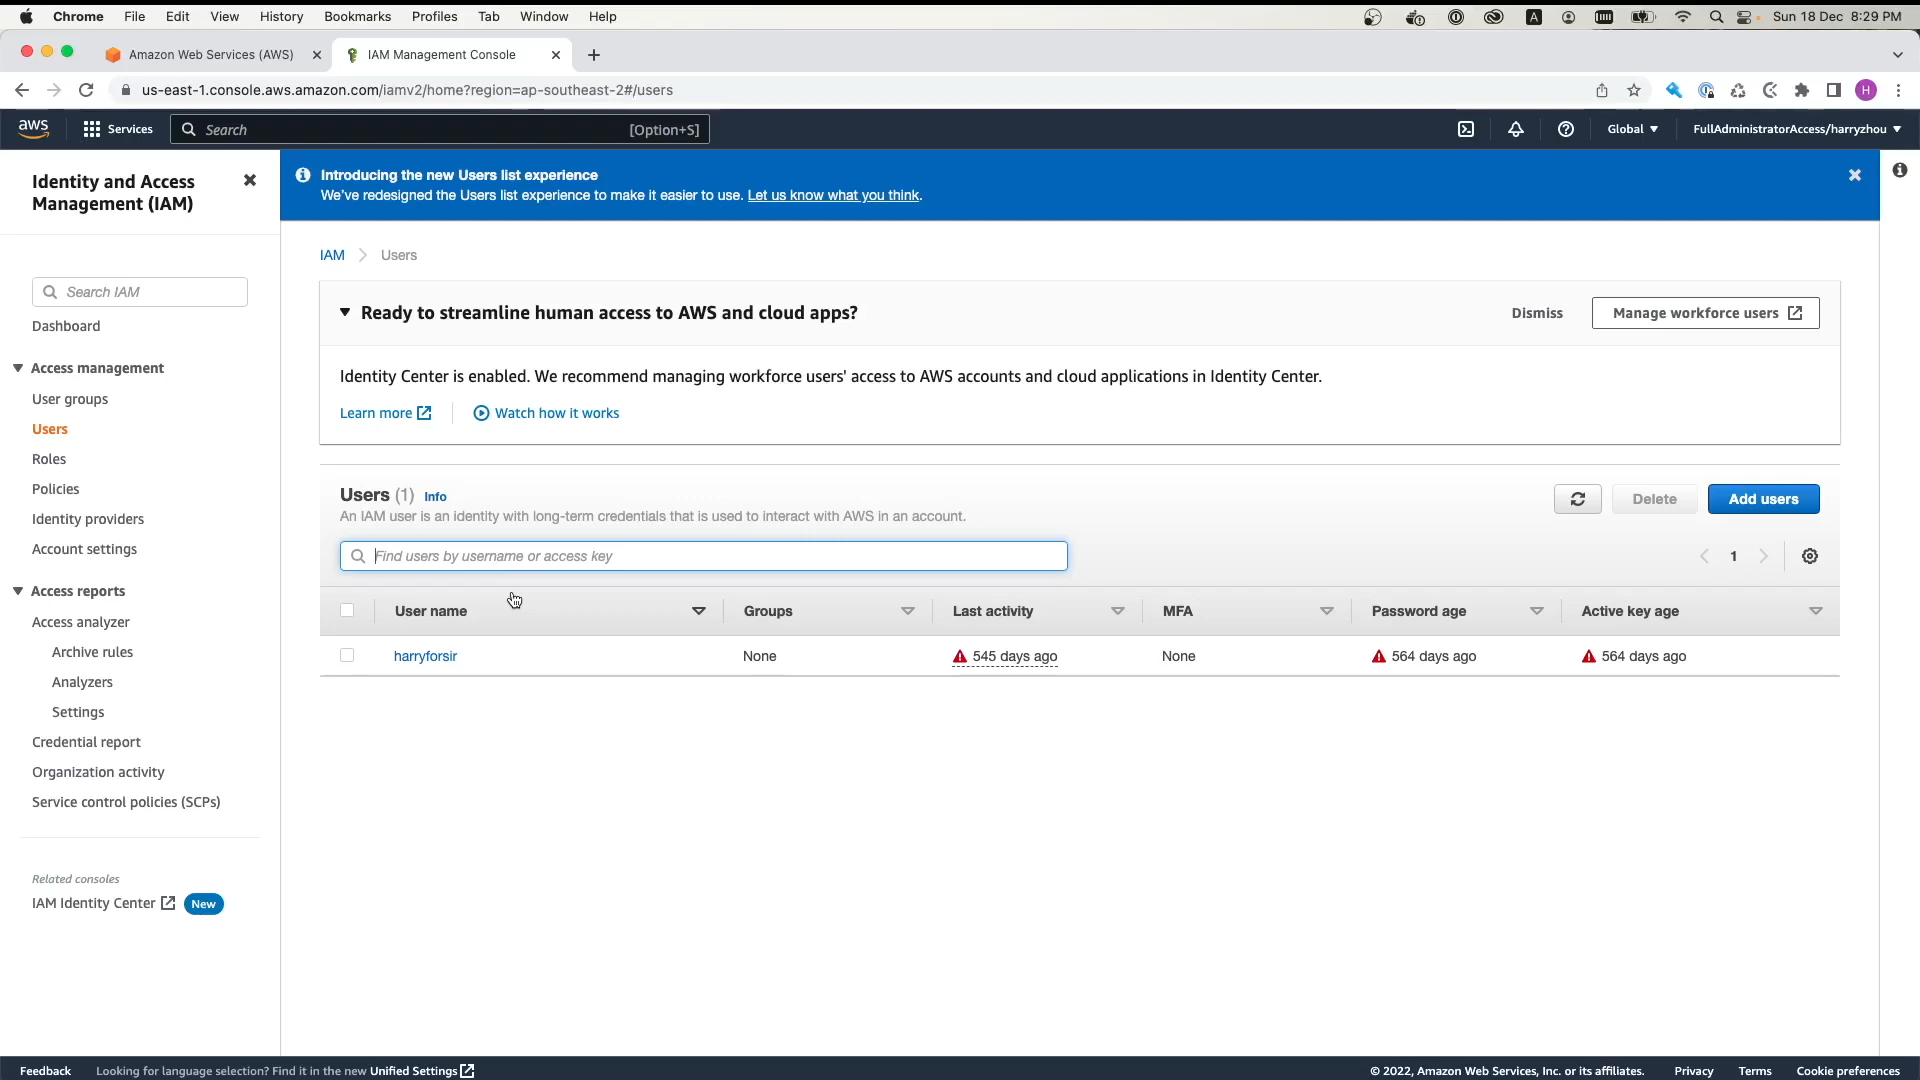 Chrome File Edit View History Bookmarks Profiles Tab Window Help Sun 18 Dec 8:29 PM
Amazon Web Services (AWS) IAM Management Console
us-east-1.console.aws.amazon.com/iamv2/home?region=ap-southeast-2#/users H
aws Services Search [Option+S] Global FullAdministratorAccess/harryzhou
Identity and Access
Management (IAM)
Search IAM
Dashboard
Access management
User groups
Users
Roles
Policies
Identity providers
Account settings
Access reports
Access analyzer
Archive rules
Analyzers
Settings
Credential report
Organization activity
Service control policies (SCPs)
Related consoles
IAM Identity Center New
Introducing the new Users list experience
We've redesigned the Users list experience to make it easier to use. Let us know what you think.
IAM Users
Ready to streamline human access to AWS and cloud apps? Dismiss Manage workforce users
Identity Center is enabled. We recommend managing workforce users' access to AWS accounts and cloud applications in Identity Center.
Learn more Watch how it works
Users (1) Info Delete Add users
An IAM user is an identity with long-term credentials that is used to interact with AWS in an account.
Find users by username or access key 1
User name Groups Last activity MFA Password age Active key age
harryforsir None 545 days ago None 564 days ago 564 days ago
Feedback Looking for language selection? Find it in the new Unified Settings © 2022, Amazon Web Services, Inc. or its affiliates. Privacy Terms Cookie preferences